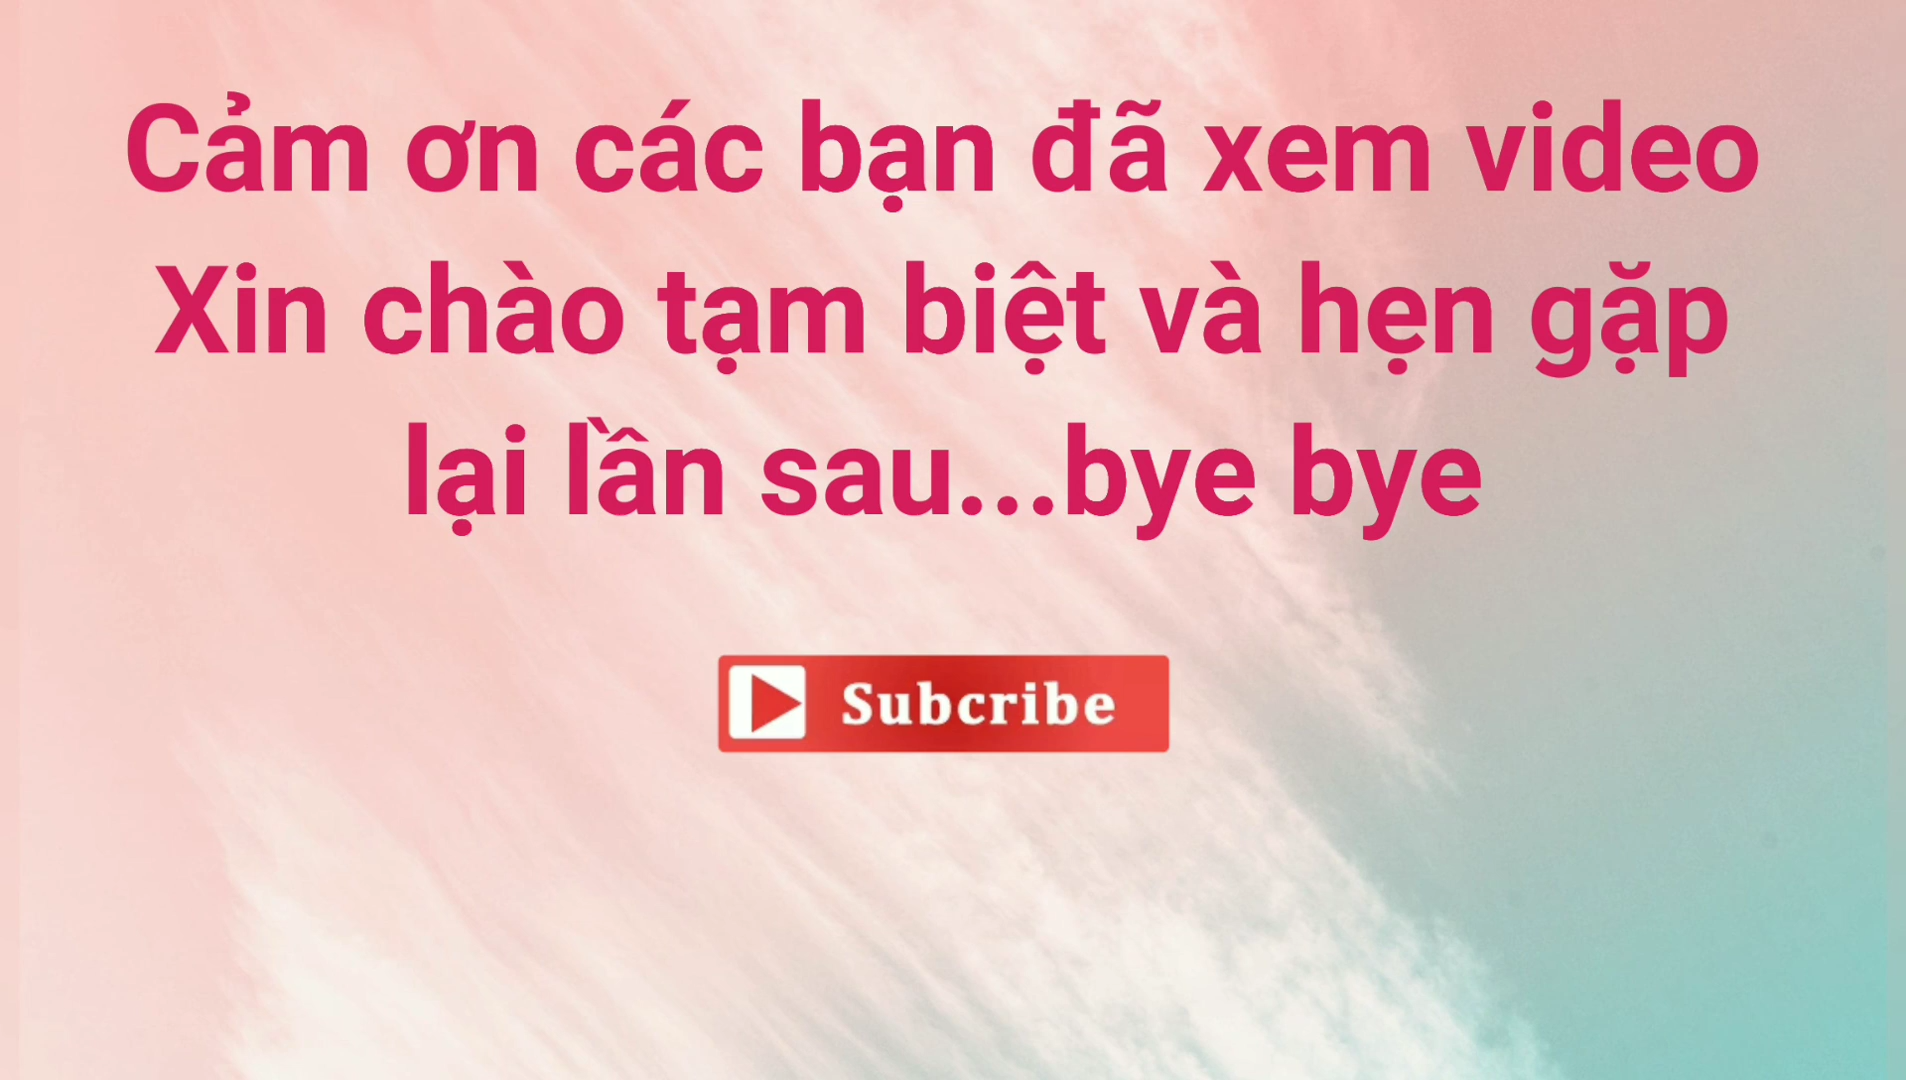 Cảm ơn các bạn đã xem video
Xin chào tạm biệt và hẹn gặp
lại lần sau...bye bye
Subcribe